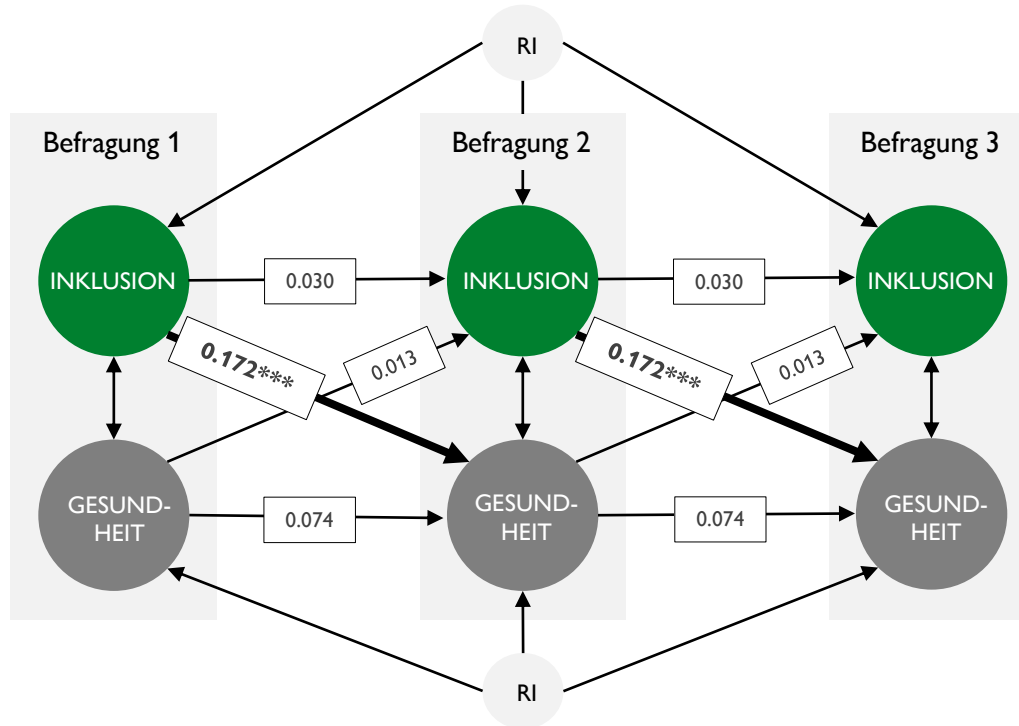 RI
Befragung 1
Befragung 2
Befragung 3
INKLUSION
0.030
INKLUSION
0.030
INKLUSION
0.172***
0.013
0.172***
0.013
GESUND-
HEIT
0.074
GESUND-
HEIT
0.074
GESUND-
HEIT
RI